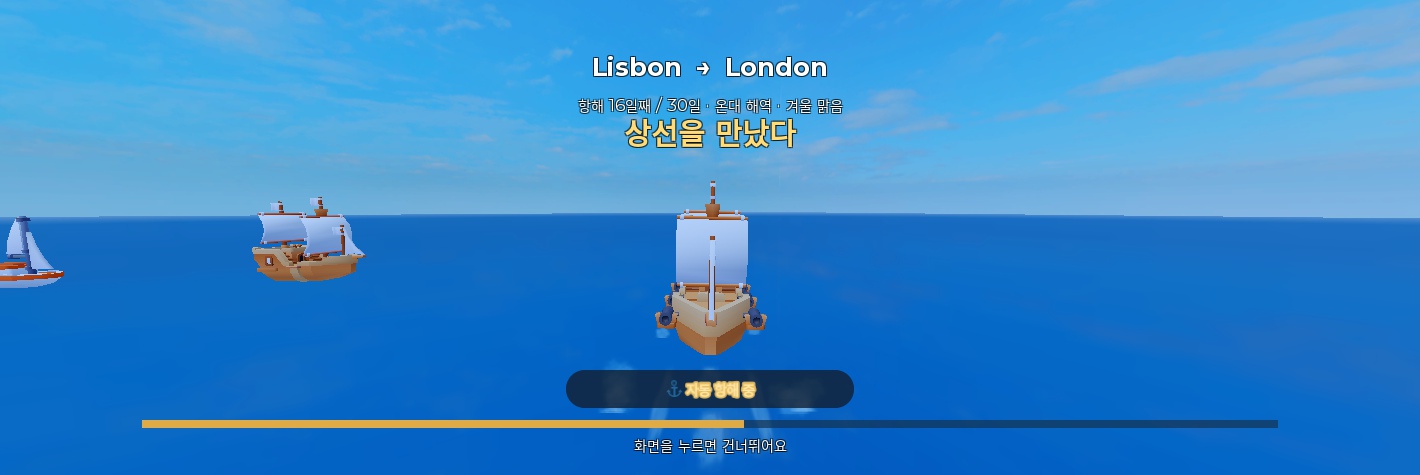 Lisbon → London
항해 16일째 / 30일 · 온대 해역 · 겨울 맑음
상선을 만났다
⚓ 자동 항해 중
화면을 누르면 건너뛰어요